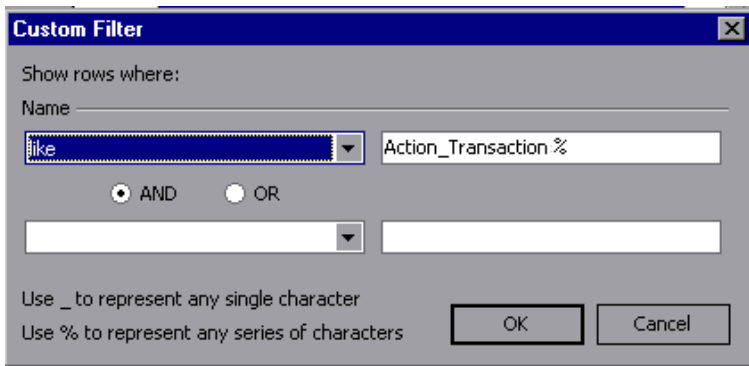 Custom Filter
Show rows where:
Name
like Action_Transaction %
AND OR
Use _ to represent any single character
Use % to represent any series of characters
OK Cancel